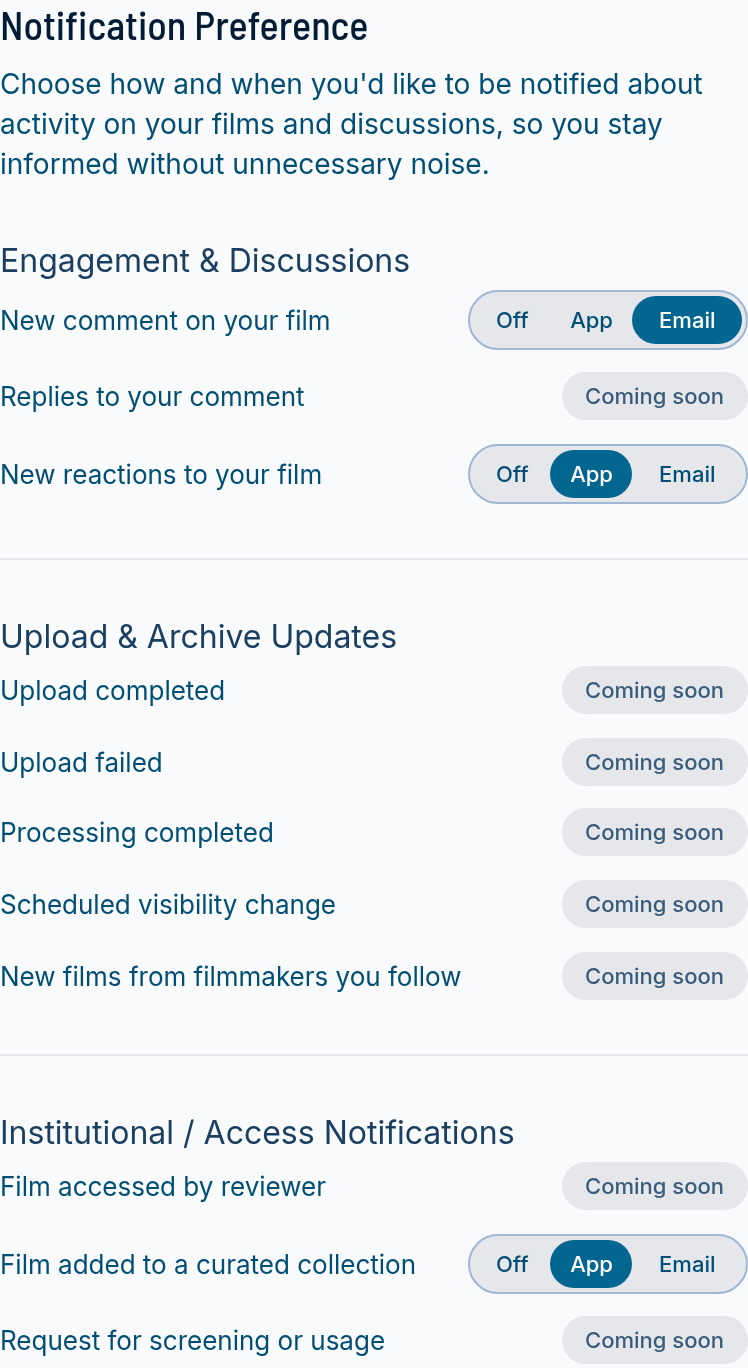 Notification Preference
Choose how and when you'd like to be notified about
activity on your films and discussions, so you stay
informed without unnecessary noise.
Engagement & Discussions
New comment on your film Off App Email
Replies to your comment Coming soon
New reactions to your film Off App Email
Upload & Archive Updates
Upload completed Coming soon
Upload failed Coming soon
Processing completed Coming soon
Scheduled visibility change Coming soon
New films from filmmakers you follow Coming soon
Institutional / Access Notifications
Film accessed by reviewer Coming soon
Film added to a curated collection Off App Email
Request for screening or usage Coming soon